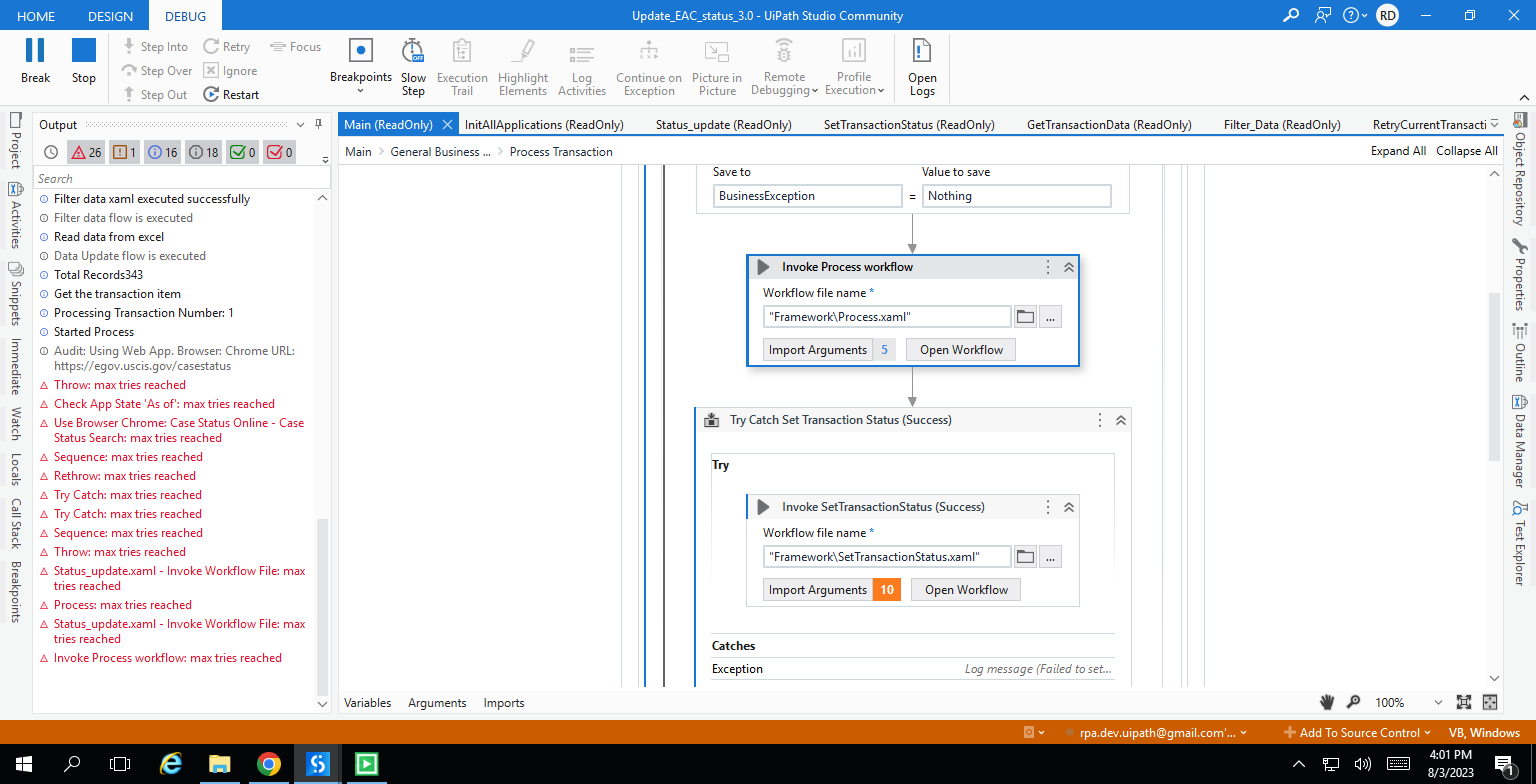 HOME DESIGN DEBUG
Update_EAC_status_3.0 - UiPath Studio Community
RD
Break
Stop
Step Into
Step Over
Step Out
Retry
Ignore
Restart
Focus
Breakpoints
Slow
Step
OFF
Execution
Trail
Highlight
Elements
Log
Activities
Continue on
Exception
Picture in
Picture
Remote
Debugging
Profile
Execution
Open
Logs
Project
Activities
Snippets
Immediate
Watch
Locals
Call Stack
Breakpoints
Output
26 1 16 18 0 0
Search
Filter data xaml executed successfully
Filter data flow is executed
Read data from excel
Data Update flow is executed
Total Records343
Get the transaction item
Processing Transaction Number: 1
Started Process
Audit: Using Web App. Browser: Chrome URL:
https://egov.uscis.gov/casestatus
Throw: max tries reached
Check App State 'As of': max tries reached
Use Browser Chrome: Case Status Online - Case
Status Search: max tries reached
Sequence: max tries reached
Rethrow: max tries reached
Try Catch: max tries reached
Try Catch: max tries reached
Sequence: max tries reached
Throw: max tries reached
Status_update.xaml - Invoke Workflow File: max
tries reached
Process: max tries reached
Status_update.xaml - Invoke Workflow File: max
tries reached
Invoke Process workflow: max tries reached
Main (ReadOnly) InitAllApplications (ReadOnly) Status_update (ReadOnly) SetTransactionStatus (ReadOnly) GetTransactionData (ReadOnly) Filter_Data (ReadOnly) RetryCurrentTransacti
Main > General Business ... > Process Transaction
Expand All Collapse All
Save to Value to save
BusinessException = Nothing
Invoke Process workflow
Workflow file name *
"Framework\Process.xaml"
...
Import Arguments 5 Open Workflow
Try Catch Set Transaction Status (Success)
Try
Invoke SetTransactionStatus (Success)
Workflow file name *
"Framework\SetTransactionStatus.xaml"
...
Import Arguments 10 Open Workflow
Catches
Exception Log message (Failed to set...
Variables Arguments Imports
100%
Object Repository
Properties
Outline
Data Manager
Test Explorer
rpa.dev.uipath@gmail.com'...
Add To Source Control
VB, Windows
4:01 PM
8/3/2023
1